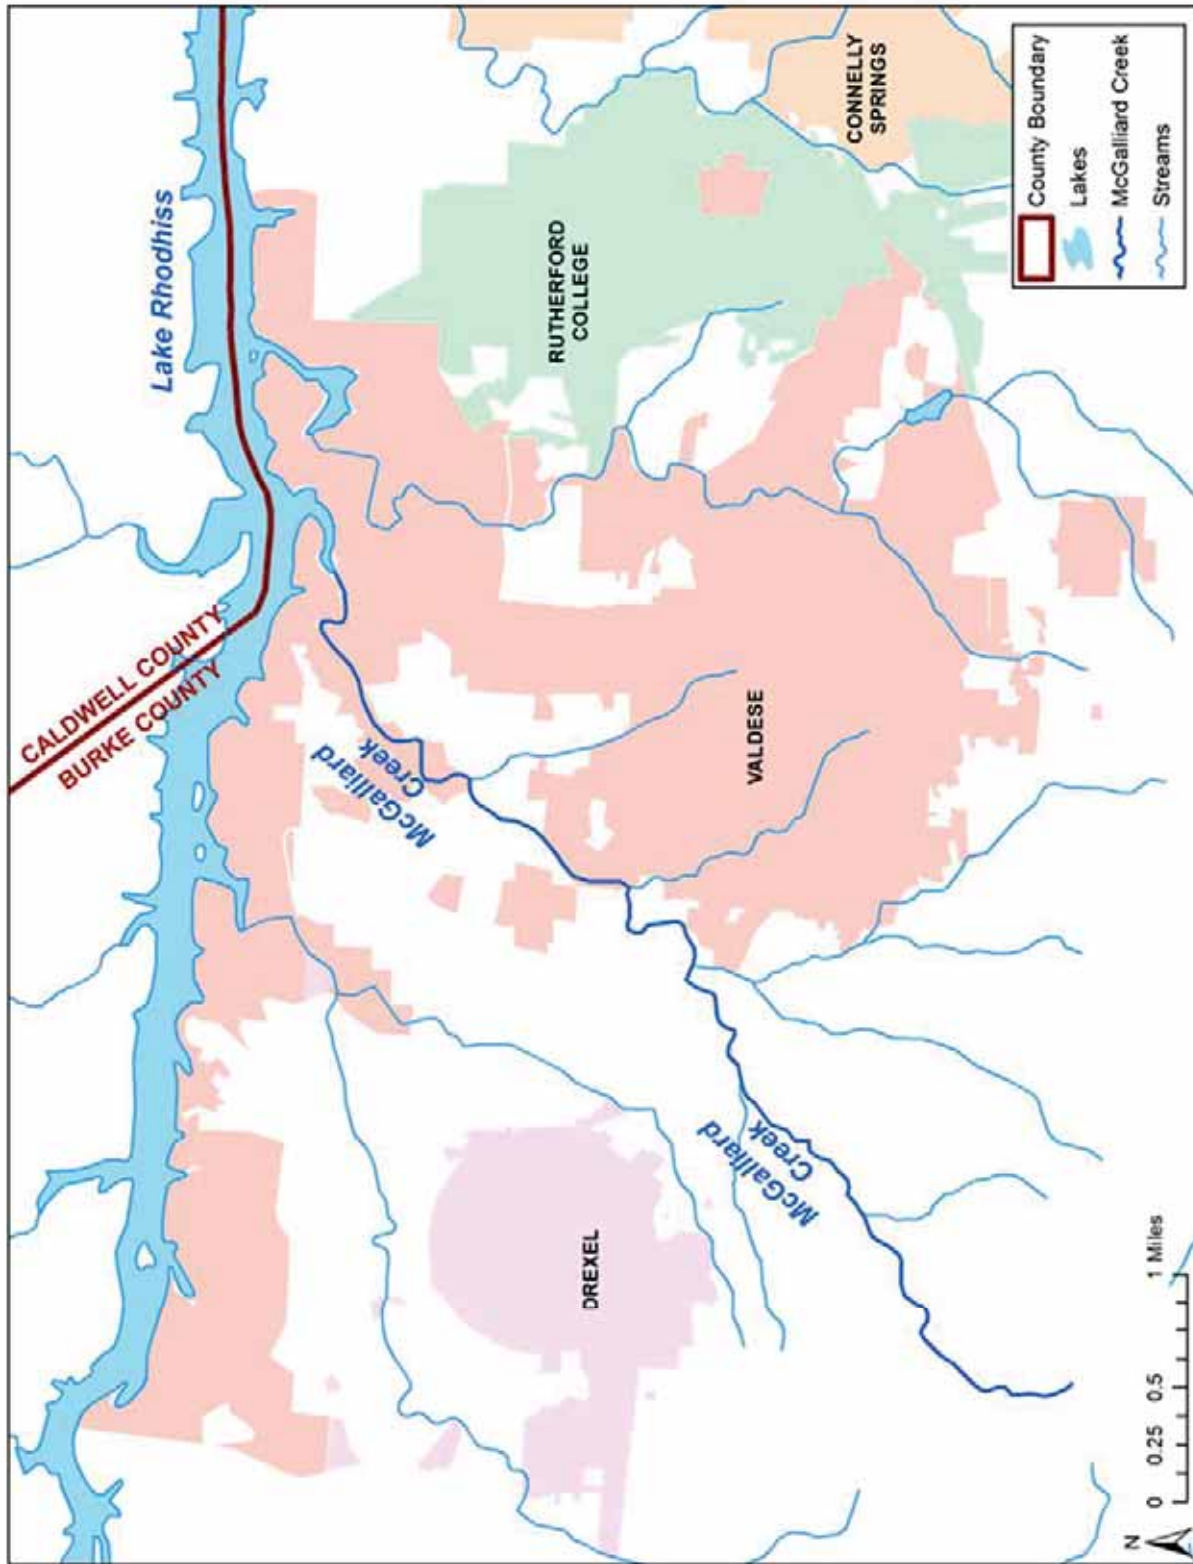 Lake Rhodhiss
CALDWELL COUNTY
BURKE COUNTY
McGalliard
Creek
RUTHERFORD
COLLEGE
CONNELLY
SPRINGS
VALDESE
DREXEL
McGalliard
Creek
N
0 0.25 0.5 1 Miles
County Boundary
Lakes
McGalliard Creek
Streams